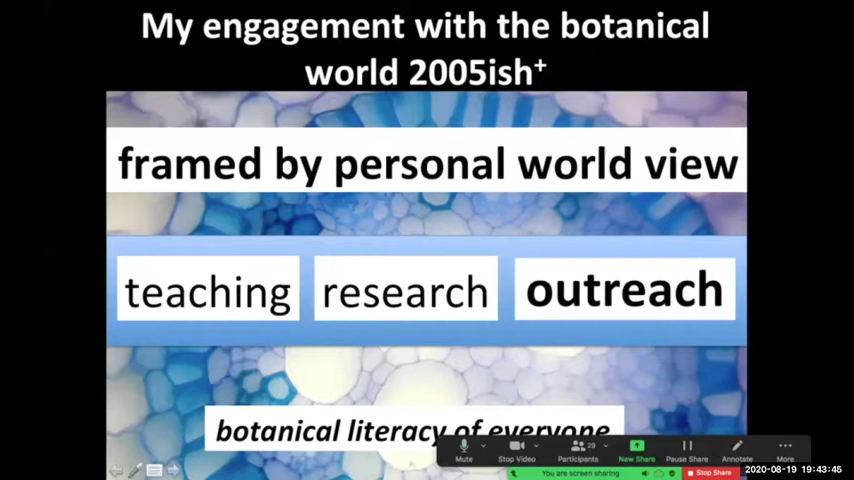 My engagement with the botanical
world 2005ish+
framed by personal world view
teaching research outreach
botanical literacy of everyone
29
Mute Stop Video Participants New Share Pause Share Annotate More
You are screen sharing Stop Share
2020-08-19 19:43:45